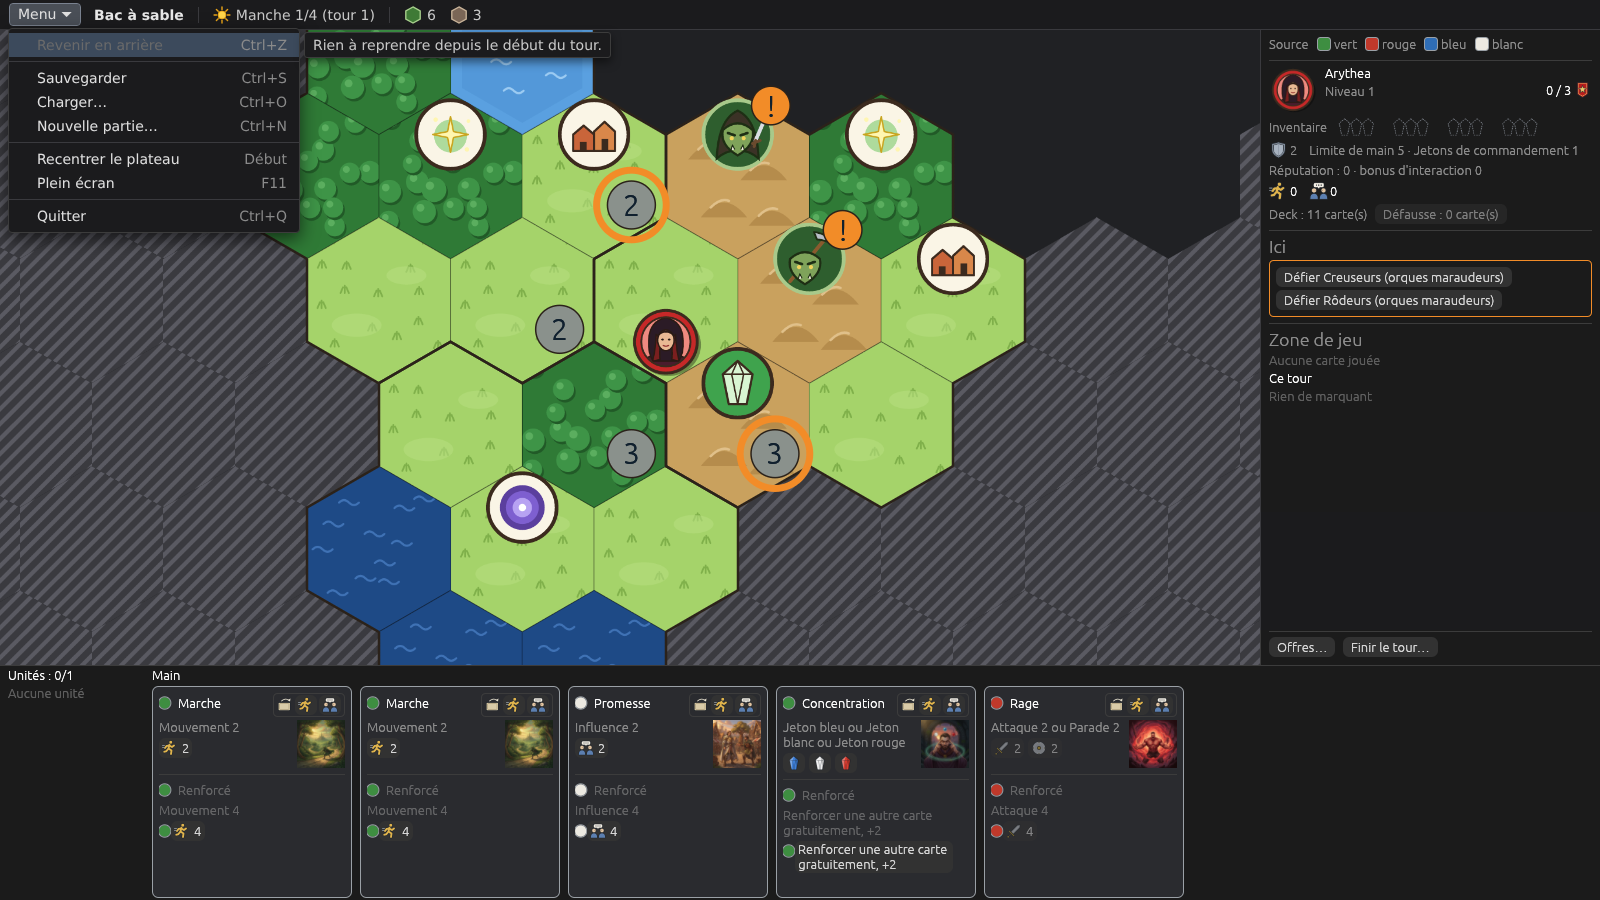 Menu Bac à sable Manche 1/4 (tour 1) 6 3
Revenir en arrière Ctrl+Z
Rien à reprendre depuis le début du tour.
Sauvegarder Ctrl+S
Charger… Ctrl+O
Nouvelle partie… Ctrl+N
Recentrer le plateau Début
Plein écran F11
Quitter Ctrl+Q
!
2
!
2
3
3
Source vert rouge bleu blanc
Arythea
Niveau 1
0 / 3
Inventaire
2 Limite de main 5 · Jetons de commandement 1
Réputation : 0 · bonus d'interaction 0
0 0
Deck : 11 carte(s) Défausse : 0 carte(s)
Ici
Défier Creuseurs (orques maraudeurs)
Défier Rôdeurs (orques maraudeurs)
Zone de jeu
Aucune carte jouée
Ce tour
Rien de marquant
Offres… Finir le tour…
Unités : 0/1
Aucune unité
Main
Marche
Mouvement 2
2
Renforcé
Mouvement 4
4
Marche
Mouvement 2
2
Renforcé
Mouvement 4
4
Promesse
Influence 2
2
Renforcé
Influence 4
4
Concentration
Jeton bleu ou Jeton
blanc ou Jeton rouge
Renforcé
Renforcer une autre carte
gratuitement, +2
Renforcer une autre carte
gratuitement, +2
Rage
Attaque 2 ou Parade 2
2 2
Renforcé
Attaque 4
4